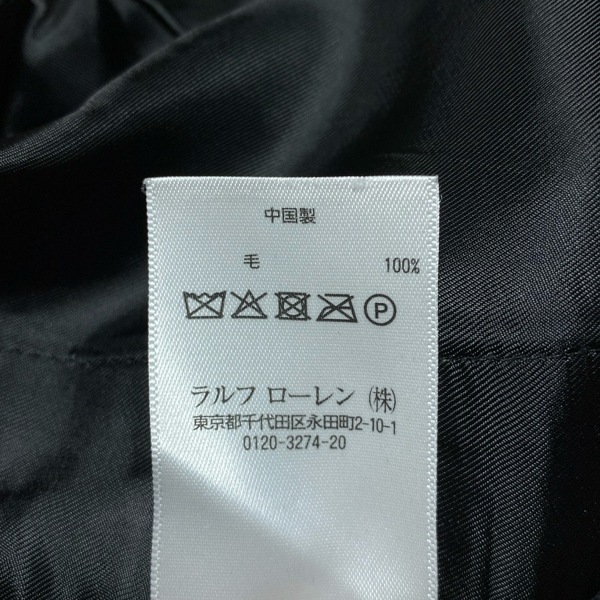 中国製
毛 100%
P
ラルフ ローレン (株)
東京都千代田区永田町2-10-1
0120-3274-20